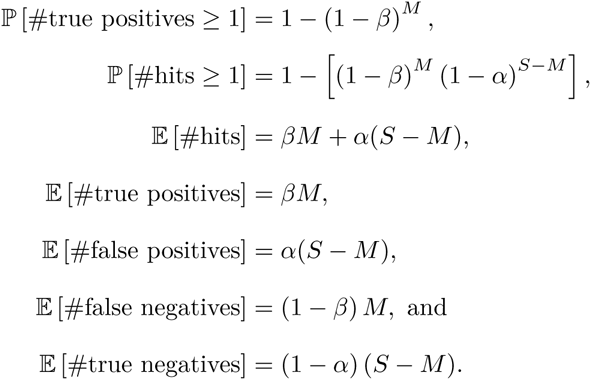 ℙ [#true positives ≥ 1] = 1 − (1 − β)^M ,
ℙ [#hits ≥ 1] = 1 − [(1 − β)^M (1 − α)^{S−M}] ,
𝔼 [#hits] = βM + α(S − M),
𝔼 [#true positives] = βM,
𝔼 [#false positives] = α(S − M),
𝔼 [#false negatives] = (1 − β) M, and
𝔼 [#true negatives] = (1 − α) (S − M).